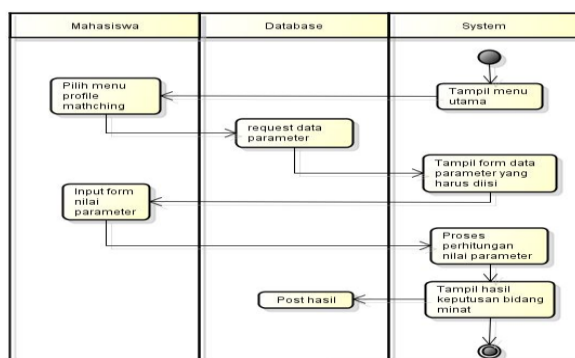 Mahasiswa
Database
System
Tampil menu
utama
Pilih menu
profile
mathching
request data
parameter
Tampil form data
parameter yang
harus diisi
Input form
nilai
parameter
Proses
perhitungan
nilai parameter
Tampil hasil
keputusan bidang
minat
Post hasil